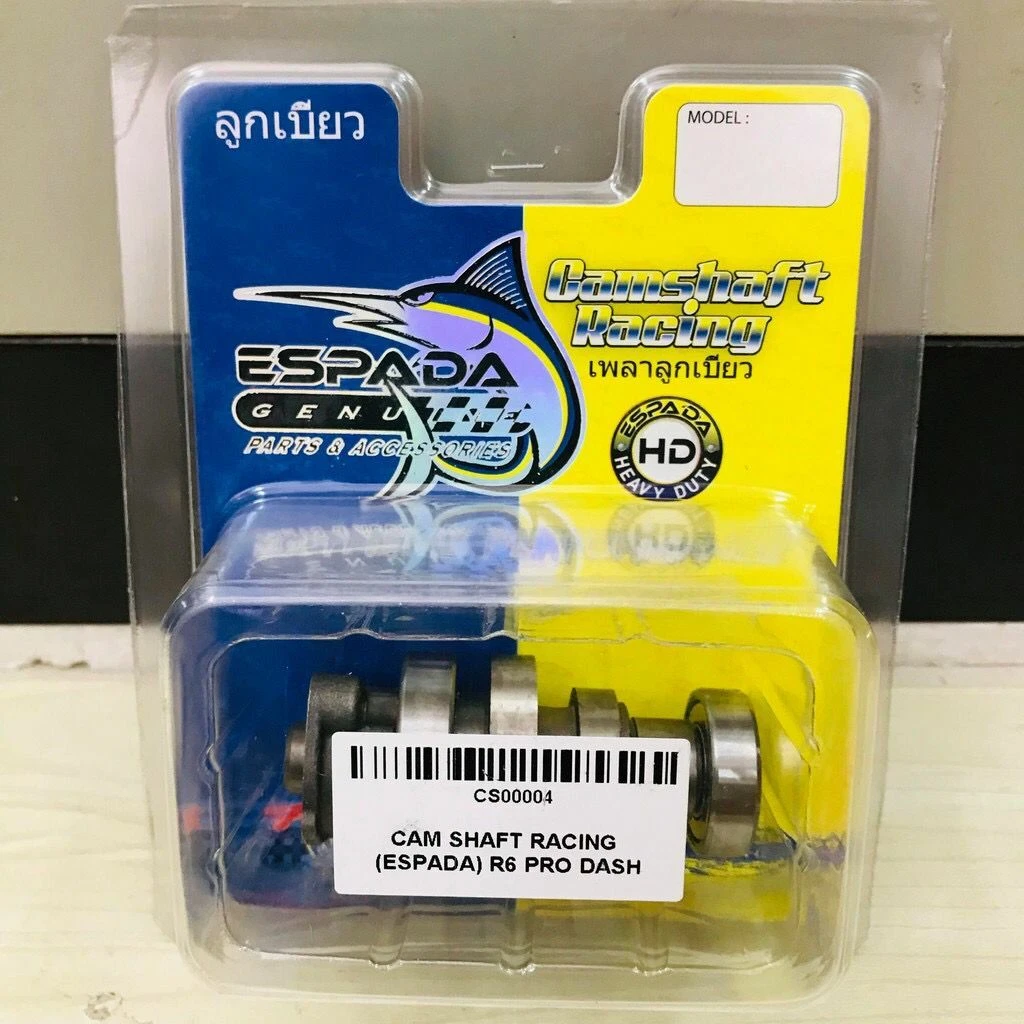 ลูกเบี้ยว
MODEL :
Camshaft
Racing
เพลาลูกเบี้ยว
ESPADA
GENUINE
PARTS & ACCESSORIES
ESPADA
HD
HEAVY DUTY
CS00004
CAM SHAFT RACING
(ESPADA) R6 PRO DASH